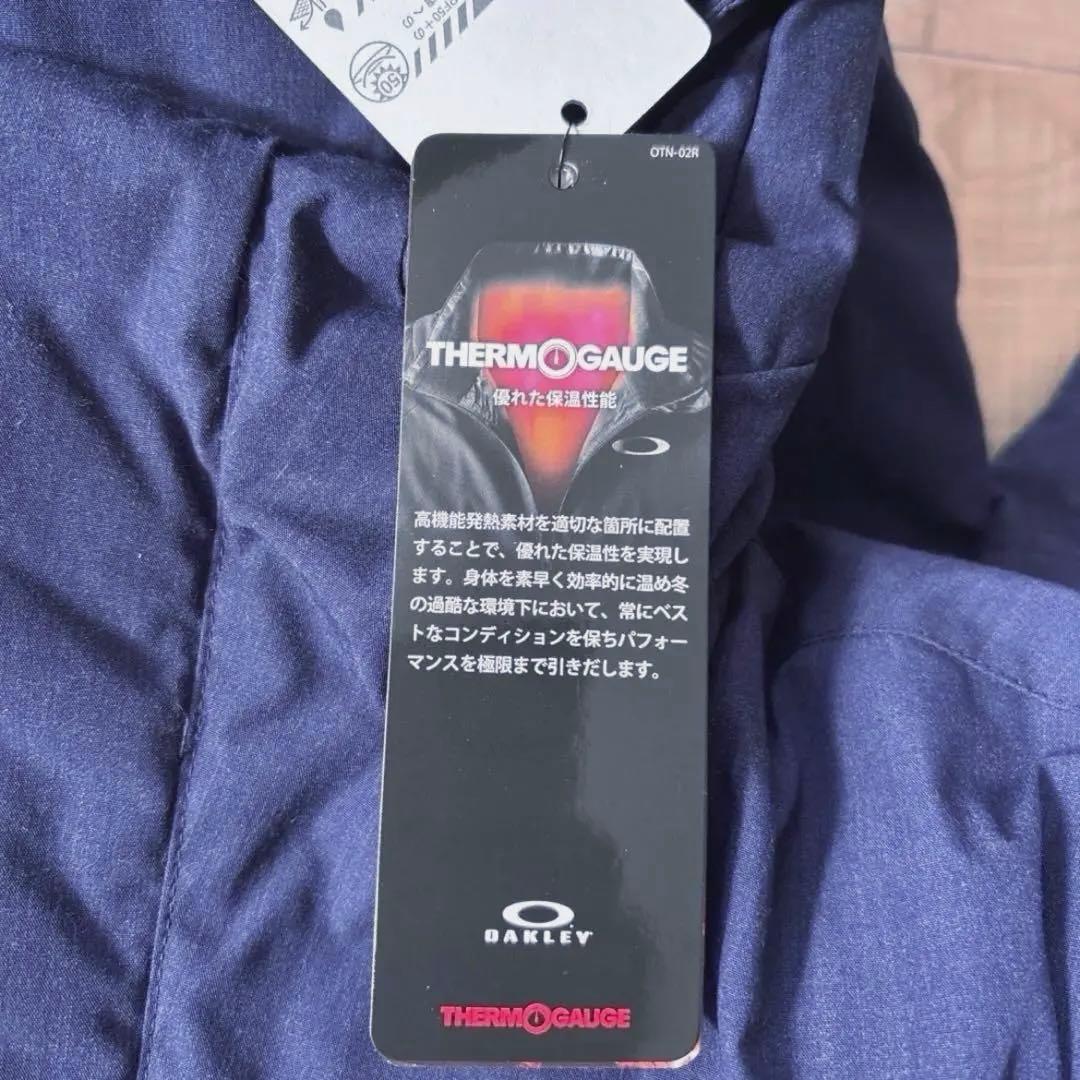 50
OTN-02R
THERMOGAUGE
優れた保温性能
高機能発熱素材を適切な箇所に配置
することで、優れた保温性を実現し
ます。身体を素早く効率的に温め冬
の過酷な環境下において、常にベス
トなコンディションを保ちパフォー
マンスを極限まで引きだします。
OAKLEY
THERMOGAUGE